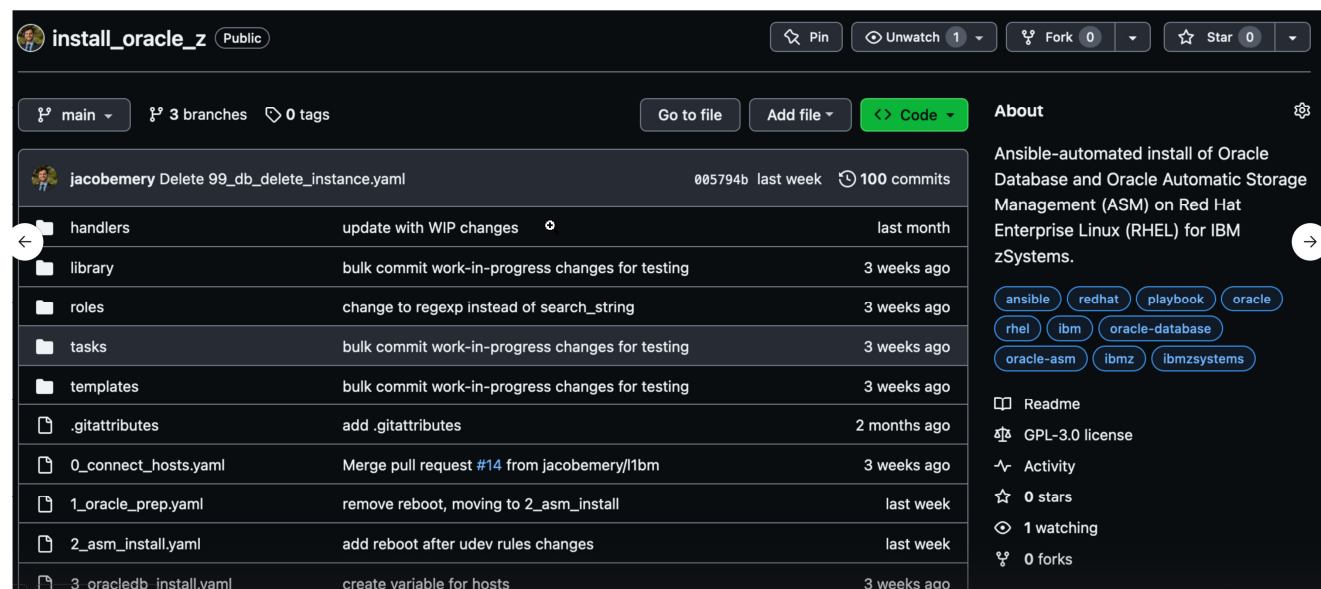 install_oracle_z Public
Pin Unwatch 1 Fork 0 Star 0
main 3 branches 0 tags Go to file Add file <> Code
jacobemery Delete 99_db_delete_instance.yaml 005794b last week 100 commits
handlers update with WIP changes last month
library bulk commit work-in-progress changes for testing 3 weeks ago
roles change to regexp instead of search_string 3 weeks ago
tasks bulk commit work-in-progress changes for testing 3 weeks ago
templates bulk commit work-in-progress changes for testing 3 weeks ago
.gitattributes add .gitattributes 2 months ago
0_connect_hosts.yaml Merge pull request #14 from jacobemery/l1bm 3 weeks ago
1_oracle_prep.yaml remove reboot, moving to 2_asm_install last week
2_asm_install.yaml add reboot after udev rules changes last week
3_oracledb_install.yaml create variable for hosts 3 weeks ago
About
Ansible-automated install of Oracle
Database and Oracle Automatic Storage
Management (ASM) on Red Hat
Enterprise Linux (RHEL) for IBM
zSystems.
ansible redhat playbook oracle
rhel ibm oracle-database
oracle-asm ibmz ibmzsystems
Readme
GPL-3.0 license
Activity
0 stars
1 watching
0 forks